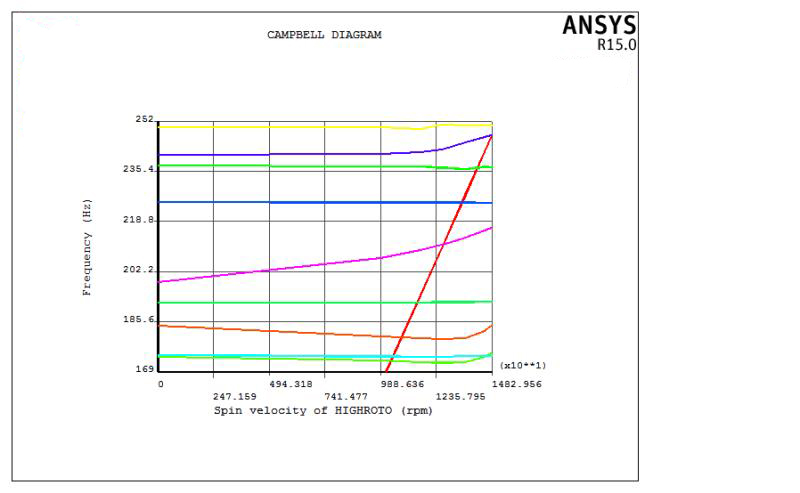 ANSYS
R15.0
CAMPBELL DIAGRAM
252
235.4
218.8
202.2
185.6
169
Frequency (Hz)
(x10**1)
0 494.318 988.636 1482.956
247.159 741.477 1235.795
Spin velocity of HIGHROTO (rpm)